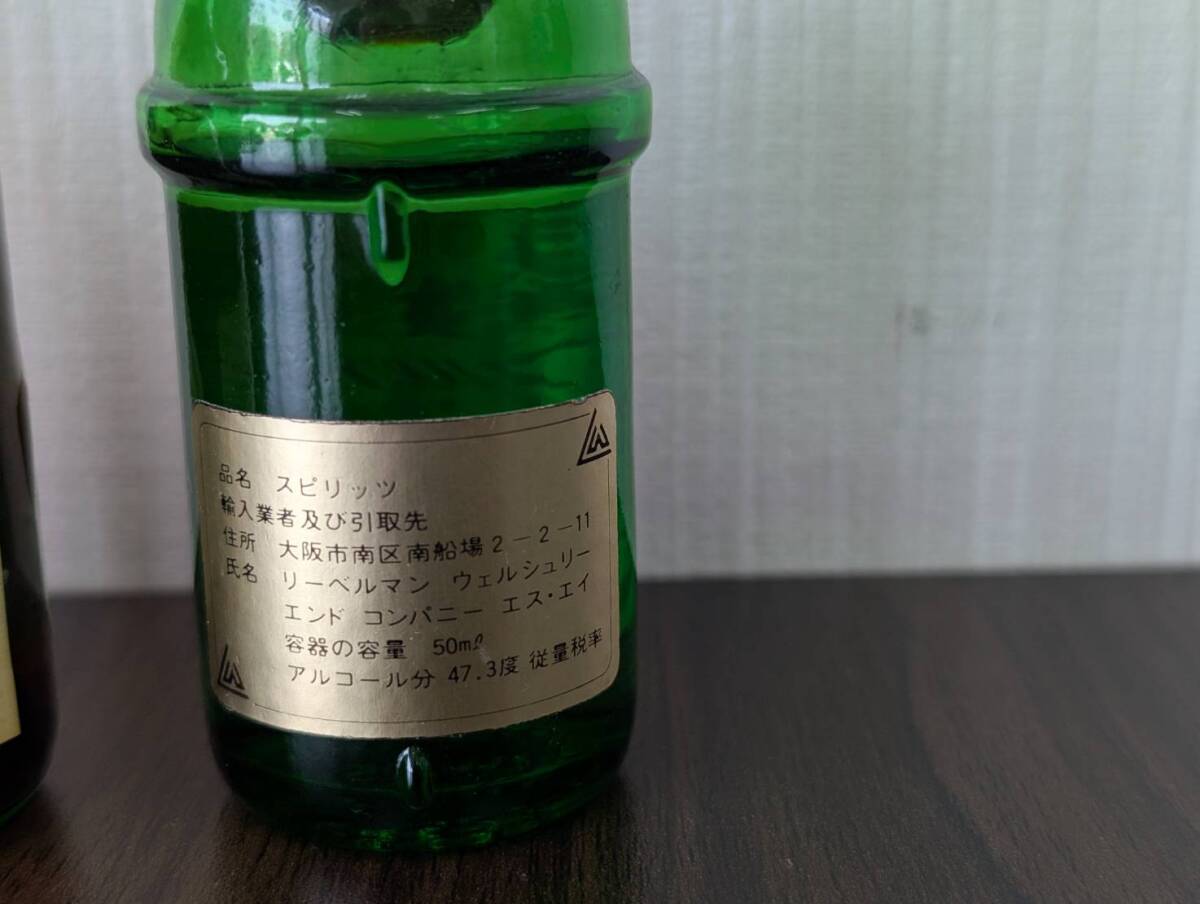 品名 スピリッツ
輸入業者及び引取先
住所 大阪市南区南船場2-2-11
氏名 リーベルマン ウェルシュリー
エンド コンパニー エス・エイ
容器の容量 50mℓ
アルコール分 47.3度 従量税率